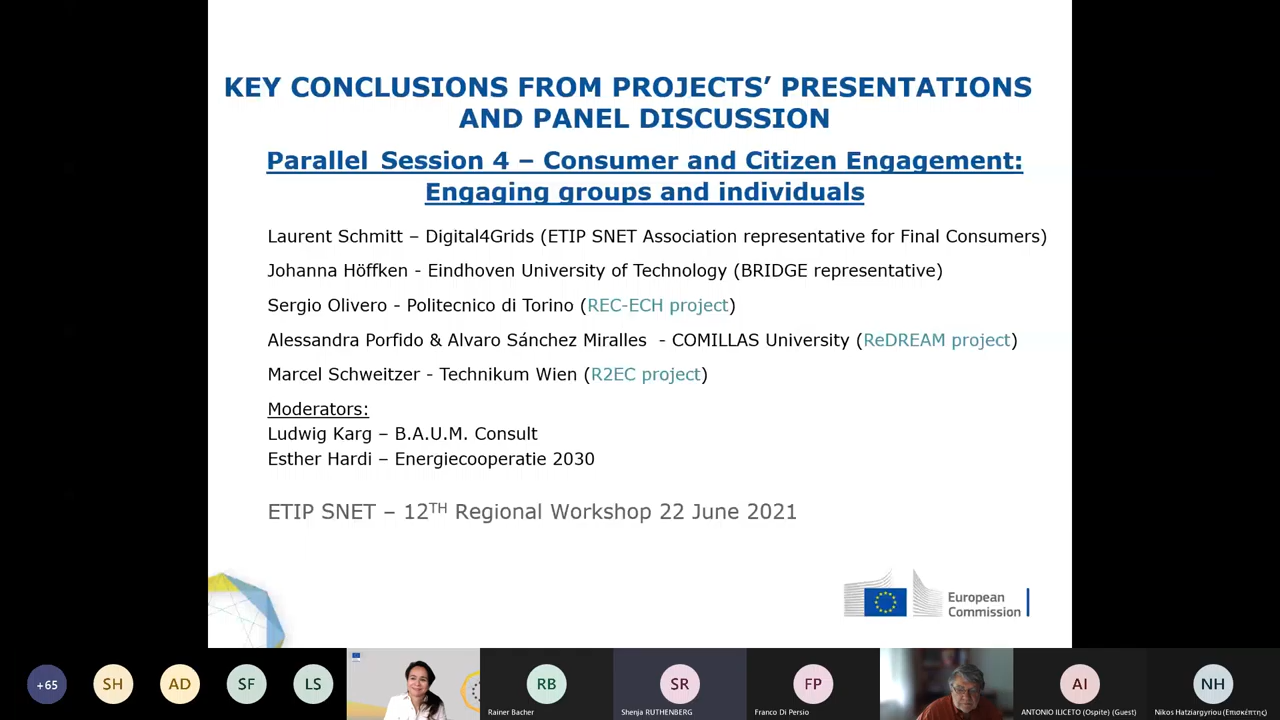 KEY CONCLUSIONS FROM PROJECTS’ PRESENTATIONS
AND PANEL DISCUSSION
Parallel Session 4 – Consumer and Citizen Engagement:
Engaging groups and individuals
Laurent Schmitt – Digital4Grids (ETIP SNET Association representative for Final Consumers)
Johanna Höffken - Eindhoven University of Technology (BRIDGE representative)
Sergio Olivero - Politecnico di Torino (REC-ECH project)
Alessandra Porfido & Alvaro Sánchez Miralles - COMILLAS University (ReDREAM project)
Marcel Schweitzer - Technikum Wien (R2EC project)
Moderators:
Ludwig Karg – B.A.U.M. Consult
Esther Hardi – Energiecooperatie 2030
ETIP SNET – 12TH Regional Workshop 22 June 2021
European
Commission
+65
SH
AD
SF
LS
RB
SR
FP
AI
NH
Rainer Bacher
Shenja RUTHENBERG
Franco Di Persio
ANTONIO ILICETO (Ospite) (Guest)
Nikos Hatziargyriou (Επισκέπτης)